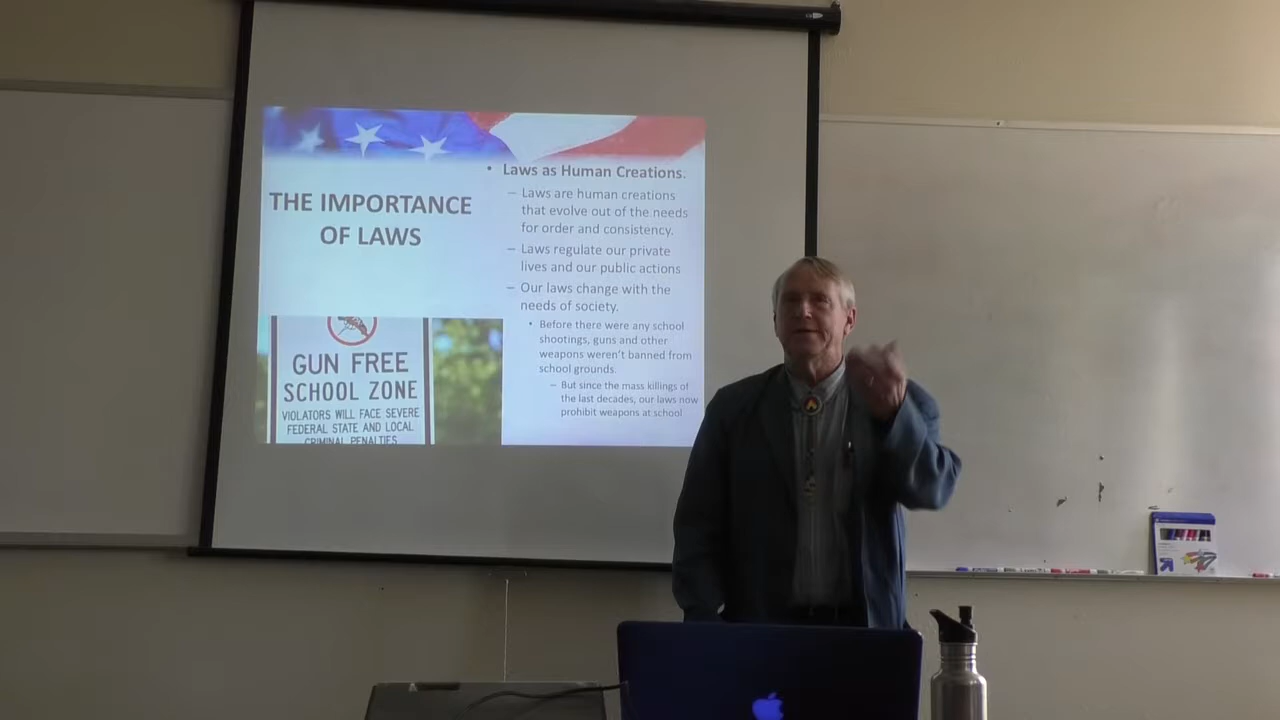 THE IMPORTANCE
OF LAWS
• Laws as Human Creations.
– Laws are human creations
that evolve out of the needs
for order and consistency.
– Laws regulate our private
lives and our public actions
– Our laws change with the
needs of society.
• Before there were any school
shootings, guns and other
weapons weren't banned from
school grounds.
– But since the mass killings of
the last decades, our laws now
prohibit weapons at school
GUN FREE
SCHOOL ZONE
VIOLATORS WILL FACE SEVERE
FEDERAL STATE AND LOCAL
CRIMINAL PENALTIES